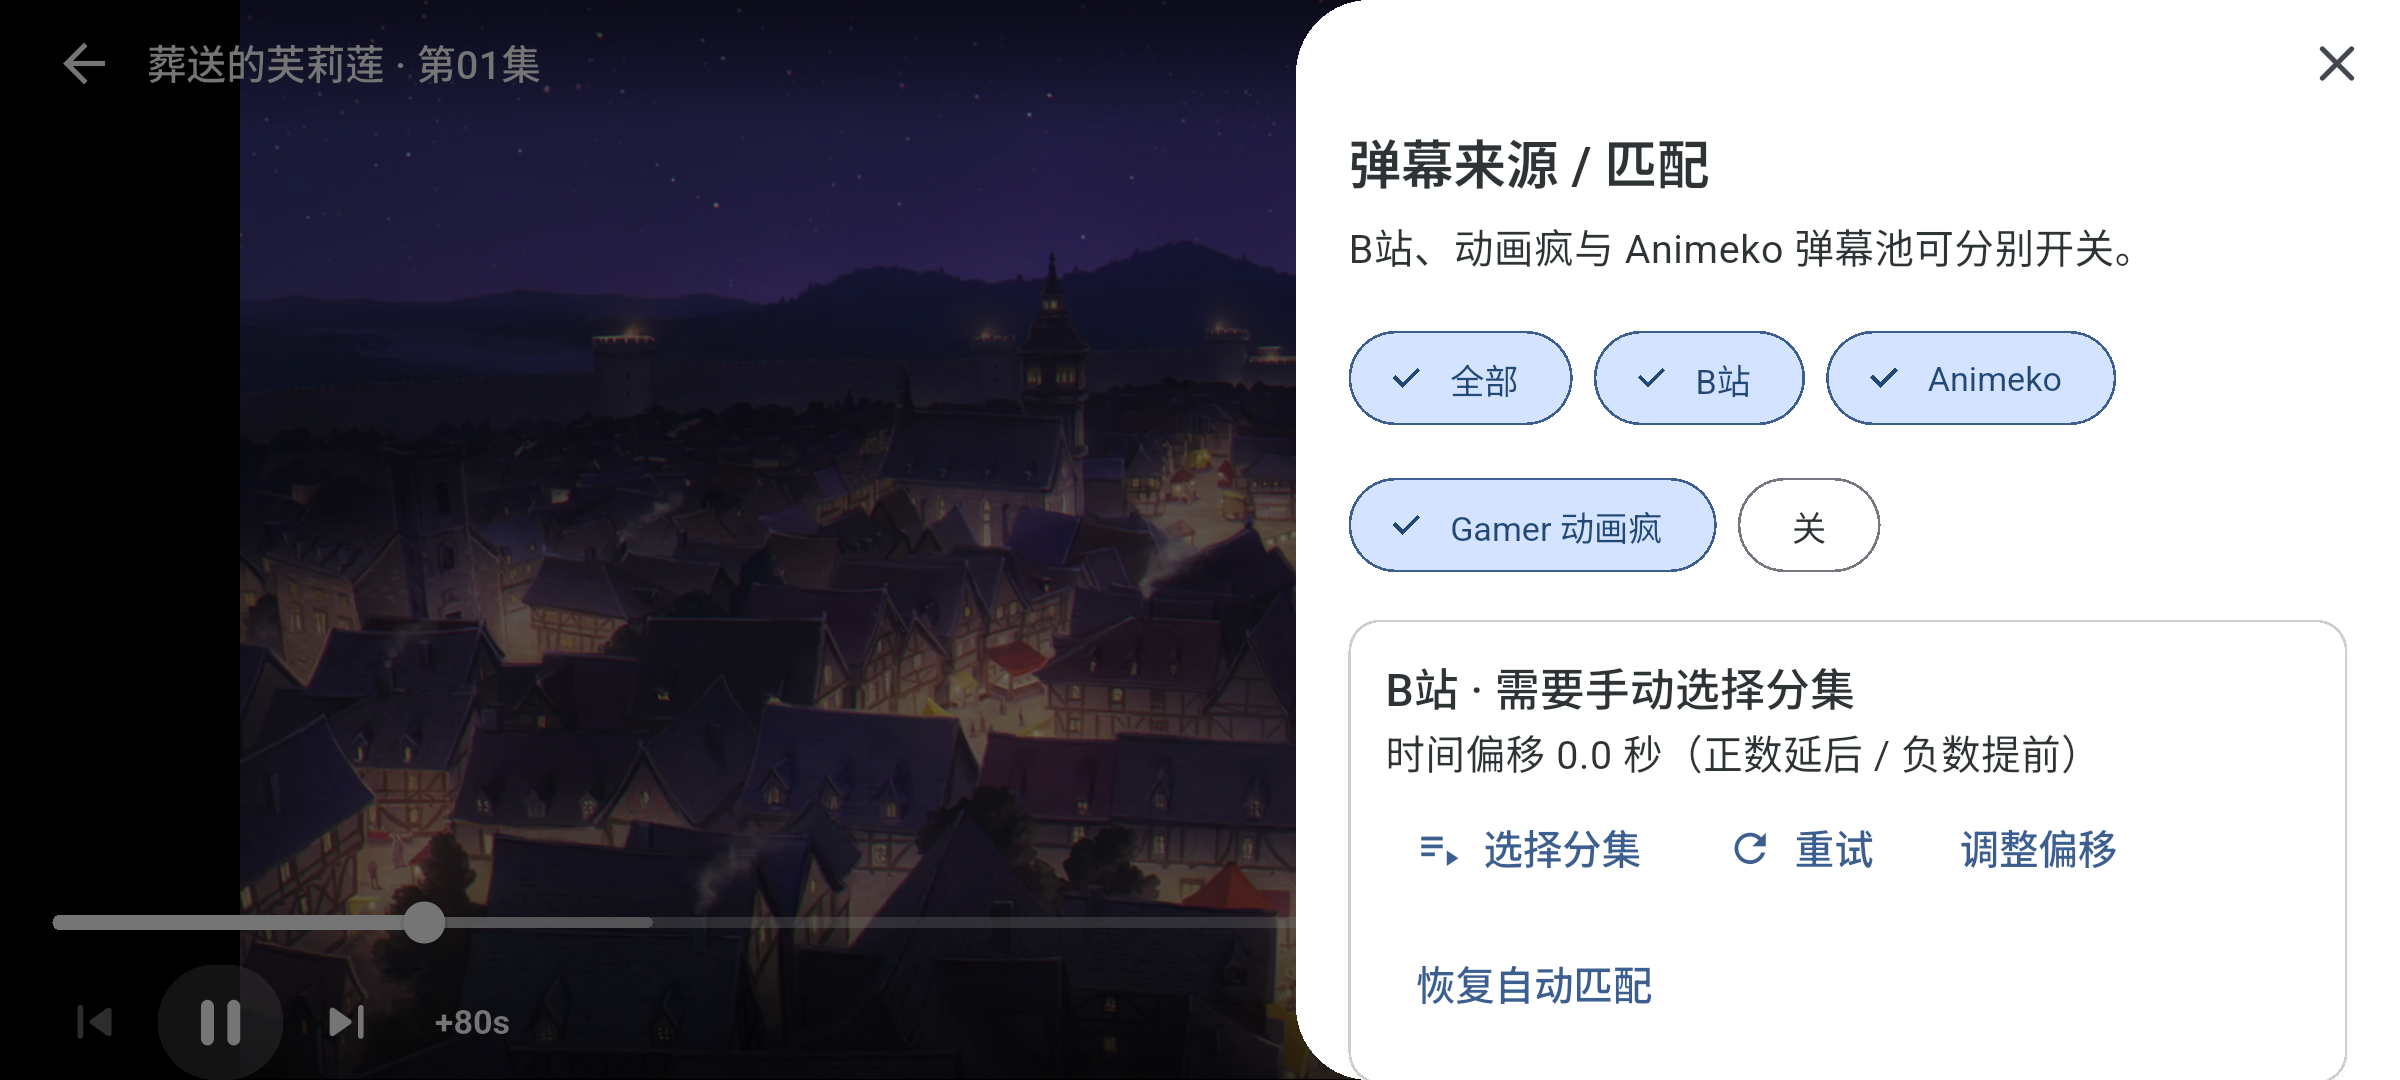 葬送的芙莉莲 · 第01集
弹幕来源 / 匹配
B站、动画疯与 Animeko 弹幕池可分别开关。
全部
B站
Animeko
Gamer 动画疯
关
B站 · 需要手动选择分集
时间偏移 0.0 秒（正数延后 / 负数提前）
选择分集
重试
调整偏移
恢复自动匹配
+80s